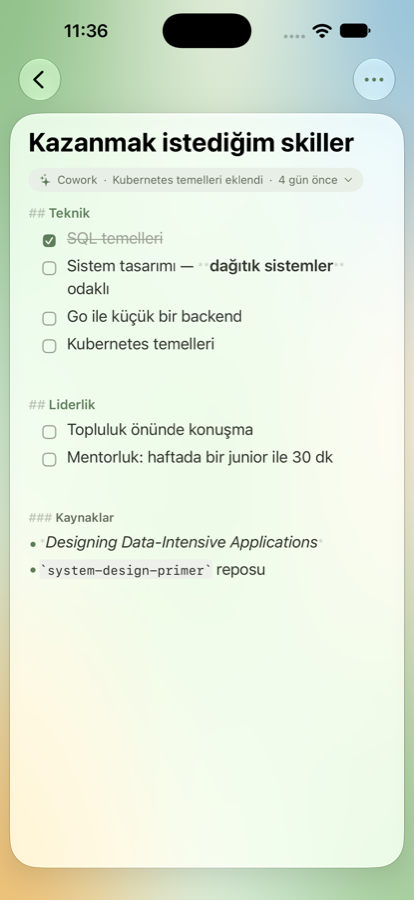 11:36
Kazanmak istediğim skiller
Cowork · Kubernetes temelleri eklendi · 4 gün önce
## Teknik
SQL temelleri
Sistem tasarımı — **dağıtık sistemler**
odaklı
Go ile küçük bir backend
Kubernetes temelleri
## Liderlik
Topluluk önünde konuşma
Mentorluk: haftada bir junior ile 30 dk
### Kaynaklar
• *Designing Data-Intensive Applications*
• `system-design-primer` reposu